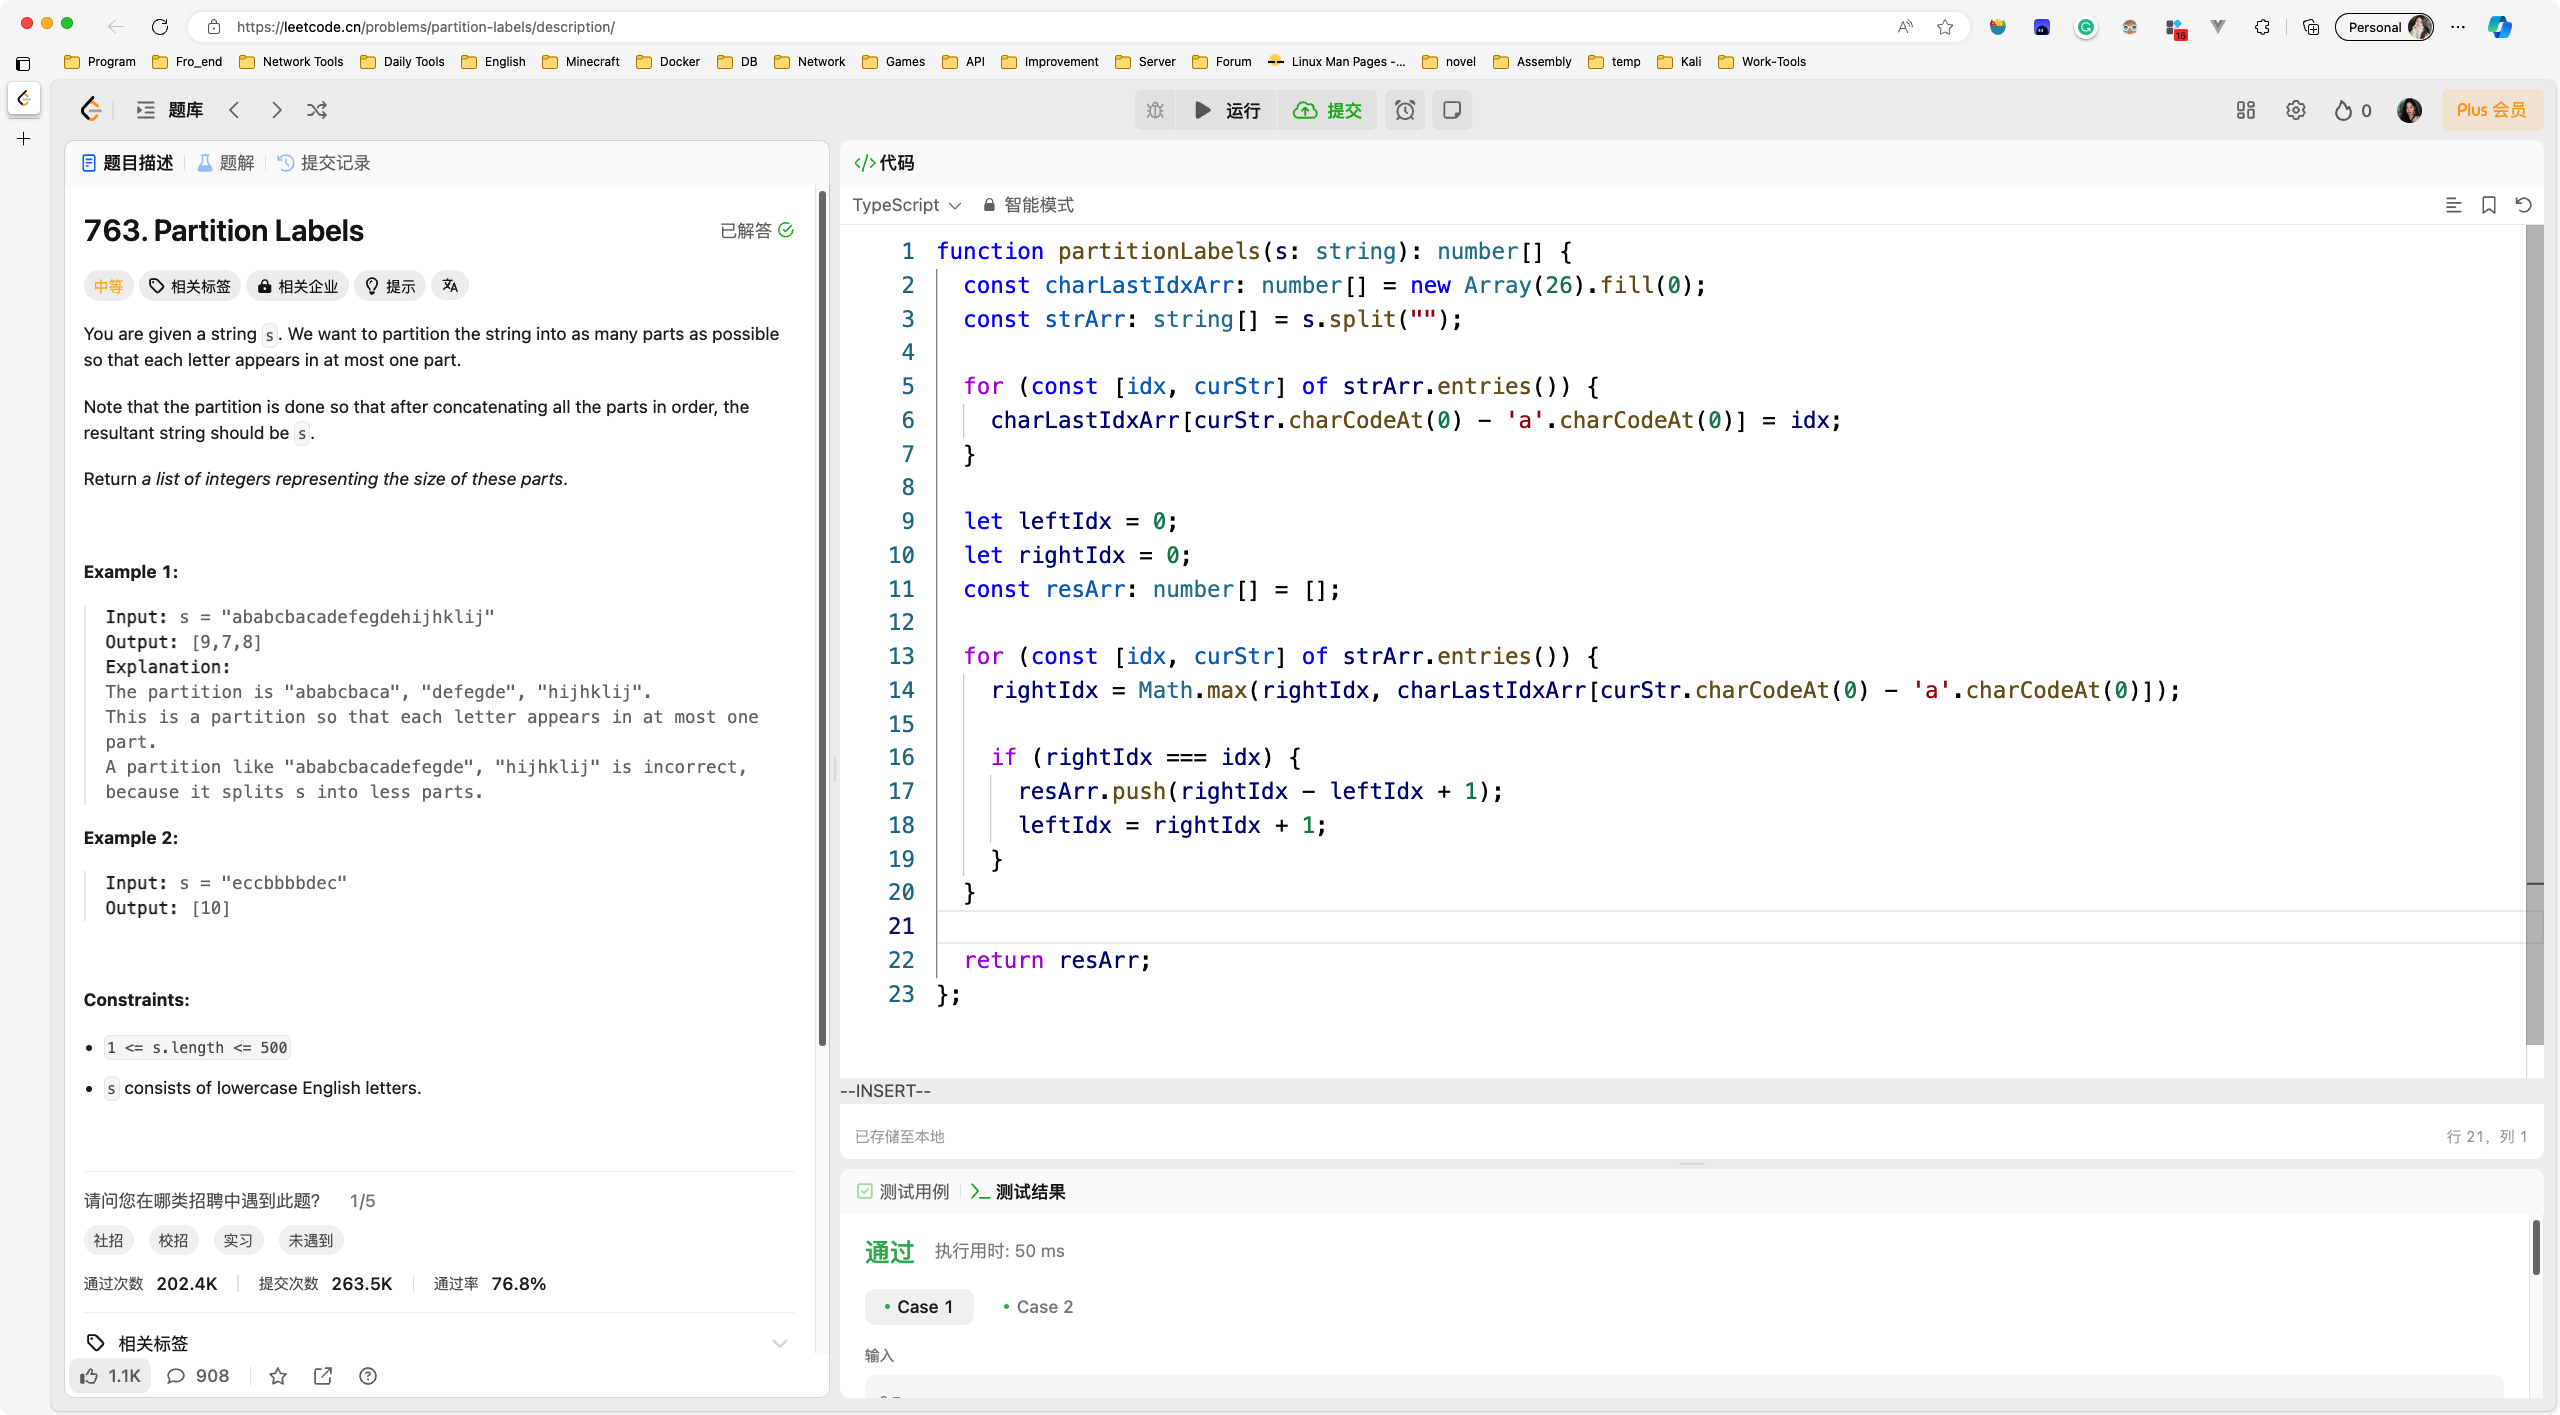 https://leetcode.cn/problems/partition-labels/description/
Personal
Program Fro_end Network Tools Daily Tools English Minecraft Docker DB Network Games API Improvement Server Forum Linux Man Pages -... novel Assembly temp Kali Work-Tools
题库 运行 提交 0 Plus 会员
题目描述 题解 提交记录
763. Partition Labels 已解答
中等 相关标签 相关企业 提示
You are given a string s. We want to partition the string into as many parts as possible
so that each letter appears in at most one part.
Note that the partition is done so that after concatenating all the parts in order, the
resultant string should be s.
Return a list of integers representing the size of these parts.
Example 1:
Input: s = "ababcbacadefegdehijhklij"
Output: [9,7,8]
Explanation:
The partition is "ababcbaca", "defegde", "hijhklij".
This is a partition so that each letter appears in at most one
part.
A partition like "ababcbacadefegde", "hijhklij" is incorrect,
because it splits s into less parts.
Example 2:
Input: s = "eccbbbbdec"
Output: [10]
Constraints:
1 <= s.length <= 500
s consists of lowercase English letters.
请问您在哪类招聘中遇到此题? 1/5
社招 校招 实习 未遇到
通过次数 202.4K 提交次数 263.5K 通过率 76.8%
相关标签
1.1K 908
</> 代码
TypeScript 智能模式
1 function partitionLabels(s: string): number[] {
2 const charLastIdxArr: number[] = new Array(26).fill(0);
3 const strArr: string[] = s.split("");
4
5 for (const [idx, curStr] of strArr.entries()) {
6 charLastIdxArr[curStr.charCodeAt(0) - 'a'.charCodeAt(0)] = idx;
7 }
8
9 let leftIdx = 0;
10 let rightIdx = 0;
11 const resArr: number[] = [];
12
13 for (const [idx, curStr] of strArr.entries()) {
14 rightIdx = Math.max(rightIdx, charLastIdxArr[curStr.charCodeAt(0) - 'a'.charCodeAt(0)]);
15
16 if (rightIdx === idx) {
17 resArr.push(rightIdx - leftIdx + 1);
18 leftIdx = rightIdx + 1;
19 }
20 }
21
22 return resArr;
23 };
--INSERT--
已存储至本地 行 21, 列 1
测试用例 测试结果
通过 执行用时: 50 ms
Case 1 Case 2
输入